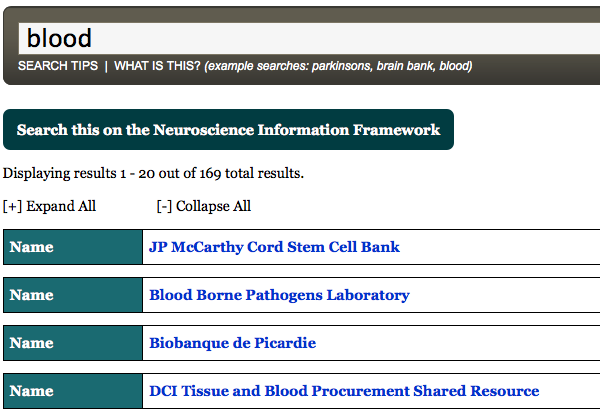 blood
SEARCH TIPS | WHAT IS THIS? (example searches: parkinsons, brain bank, blood)
Search this on the Neuroscience Information Framework
Displaying results 1 - 20 out of 169 total results.
[+] Expand All [-] Collapse All
Name JP McCarthy Cord Stem Cell Bank
Name Blood Borne Pathogens Laboratory
Name Biobanque de Picardie
Name DCI Tissue and Blood Procurement Shared Resource